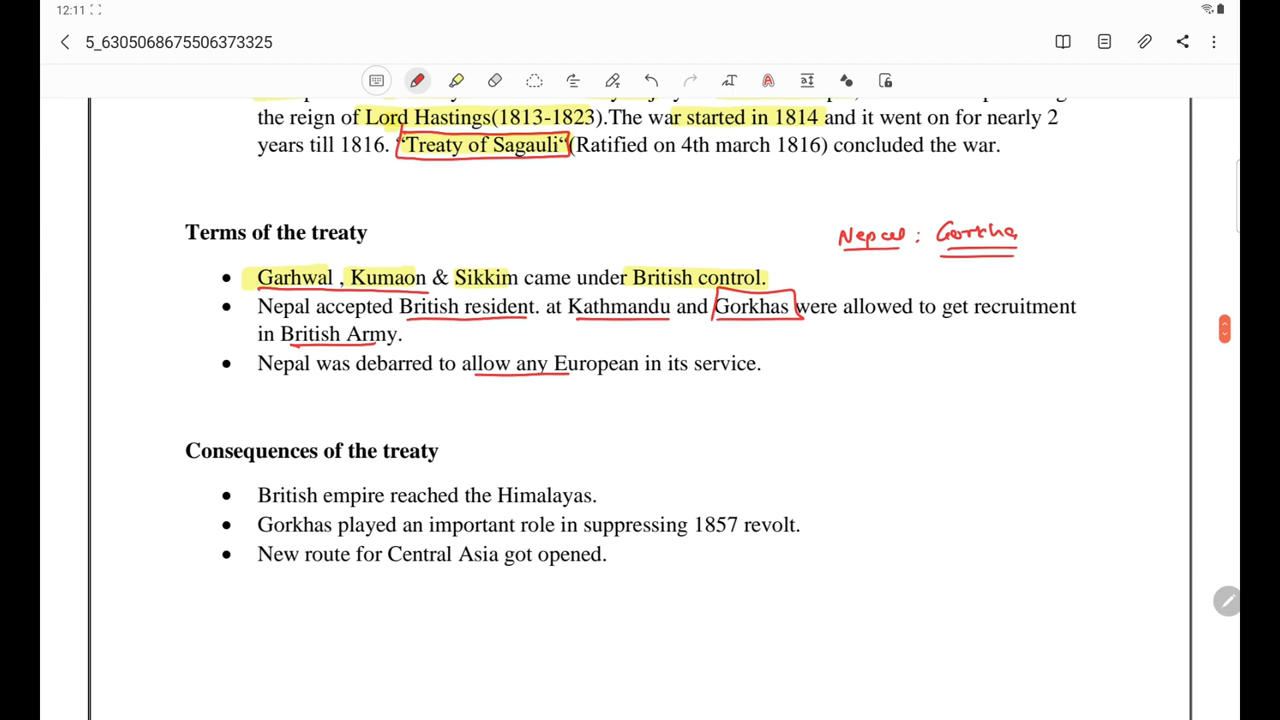 12:11
5_6305068675506373325
the reign of Lord Hastings(1813-1823).The war started in 1814 and it went on for nearly 2
years till 1816. "Treaty of Sagauli"(Ratified on 4th march 1816) concluded the war.
Terms of the treaty
Nepal : Gorkha
• Garhwal , Kumaon & Sikkim came under British control.
• Nepal accepted British resident. at Kathmandu and Gorkhas were allowed to get recruitment
in British Army.
• Nepal was debarred to allow any European in its service.
Consequences of the treaty
• British empire reached the Himalayas.
• Gorkhas played an important role in suppressing 1857 revolt.
• New route for Central Asia got opened.